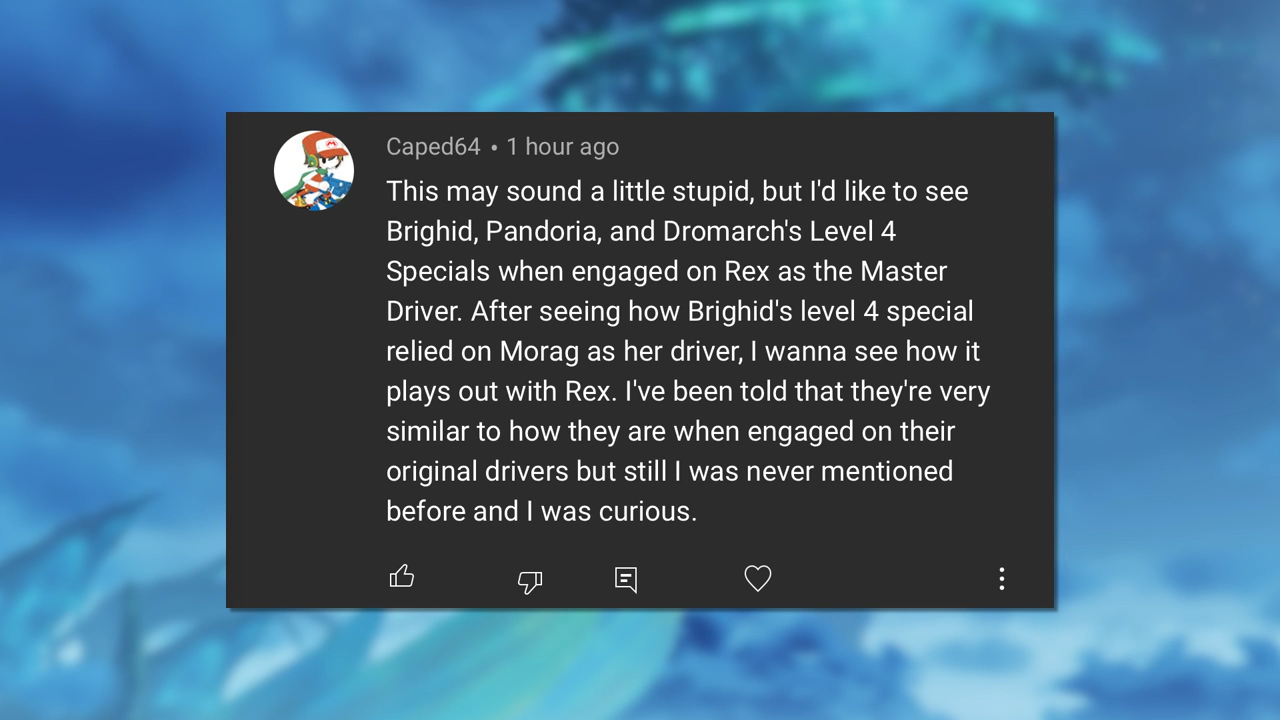 Caped64 • 1 hour ago
This may sound a little stupid, but I'd like to see
Brighid, Pandoria, and Dromarch's Level 4
Specials when engaged on Rex as the Master
Driver. After seeing how Brighid's level 4 special
relied on Morag as her driver, I wanna see how it
plays out with Rex. I've been told that they're very
similar to how they are when engaged on their
original drivers but still I was never mentioned
before and I was curious.